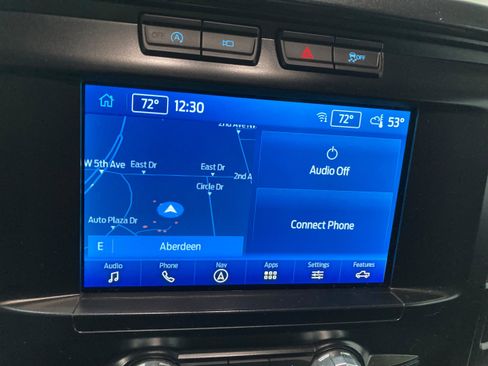 OFF
OFF
72° 12:30
72° 53°
2nd Ave N
W 5th Ave East Dr East Dr 2nd A
Circle Dr
Auto Plaza Dr
E Aberdeen
Audio Off
Connect Phone
Audio Phone Nav Apps Settings Features